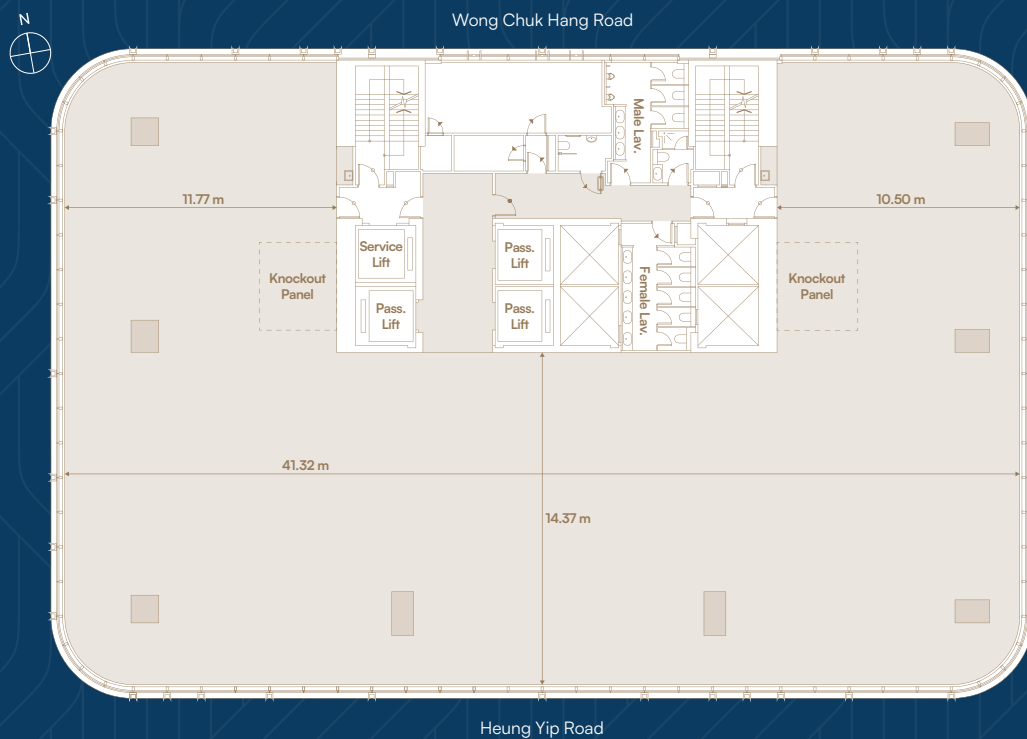 Wong Chuk Hang Road
N
Male Lav.
11.77 m
10.50 m
Service
Lift
Pass.
Lift
Knockout
Panel
Female Lav.
Knockout
Panel
Pass.
Lift
Pass.
Lift
41.32 m
14.37 m
Heung Yip Road